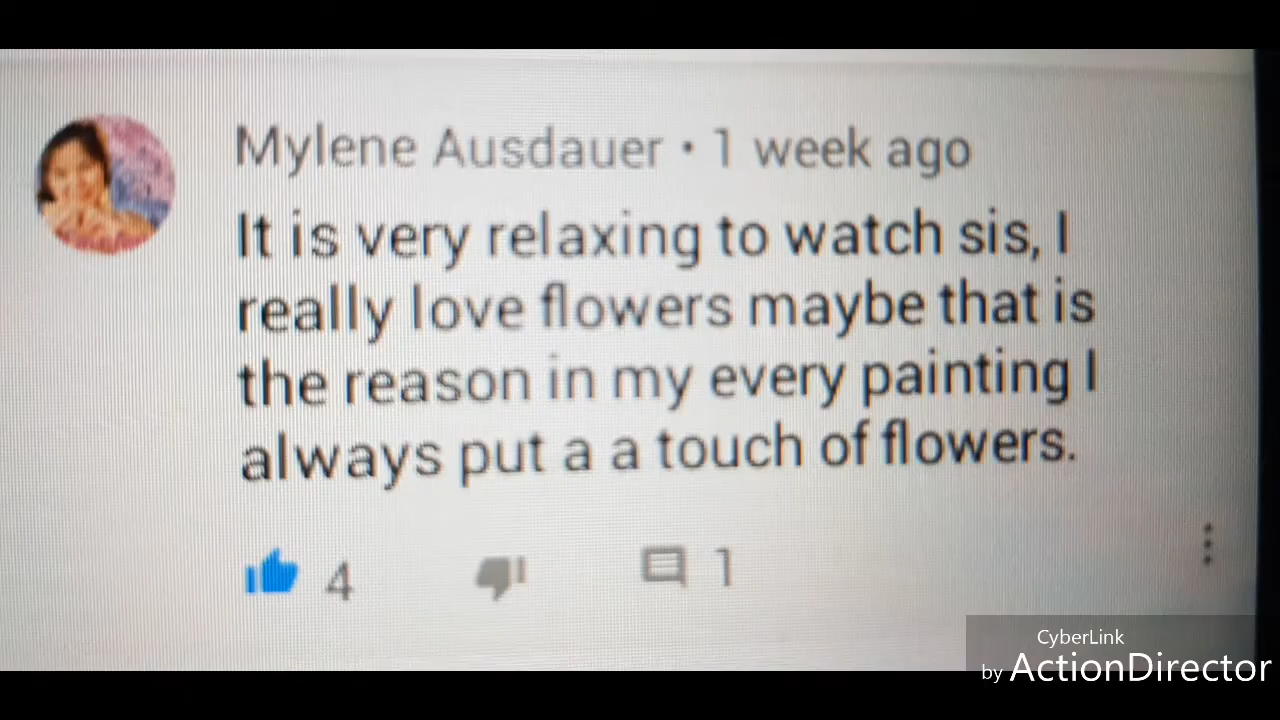 Mylene Ausdauer • 1 week ago
It is very relaxing to watch sis, I
really love flowers maybe that is
the reason in my every painting I
always put a a touch of flowers.
4
1
CyberLink
by ActionDirector